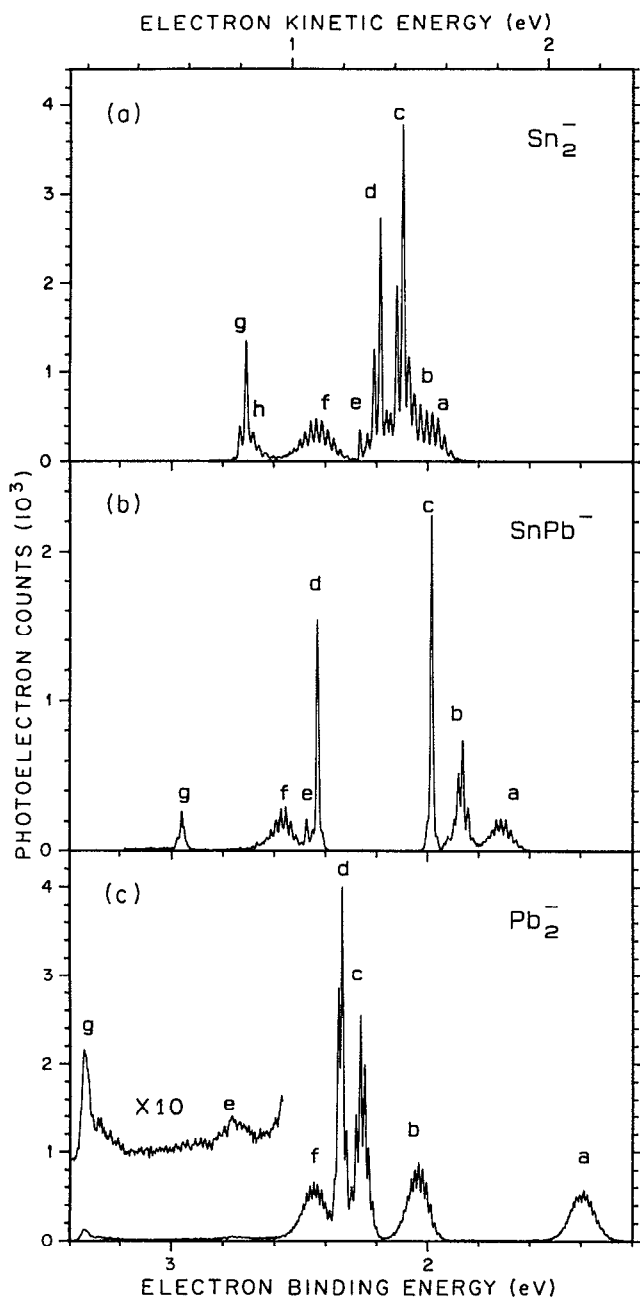 ELECTRON KINETIC ENERGY (eV)
1 2
(a)
Sn₂⁻
4
3
2
1
0
g
h
f
e
d
c
b
a
(b)
SnPb⁻
2
1
0
g
f
e
d
c
b
a
(c)
Pb₂⁻
4
3
2
1
0
g
X10
e
f
d
c
b
a
PHOTOELECTRON COUNTS (10³)
3 2
ELECTRON BINDING ENERGY (eV)